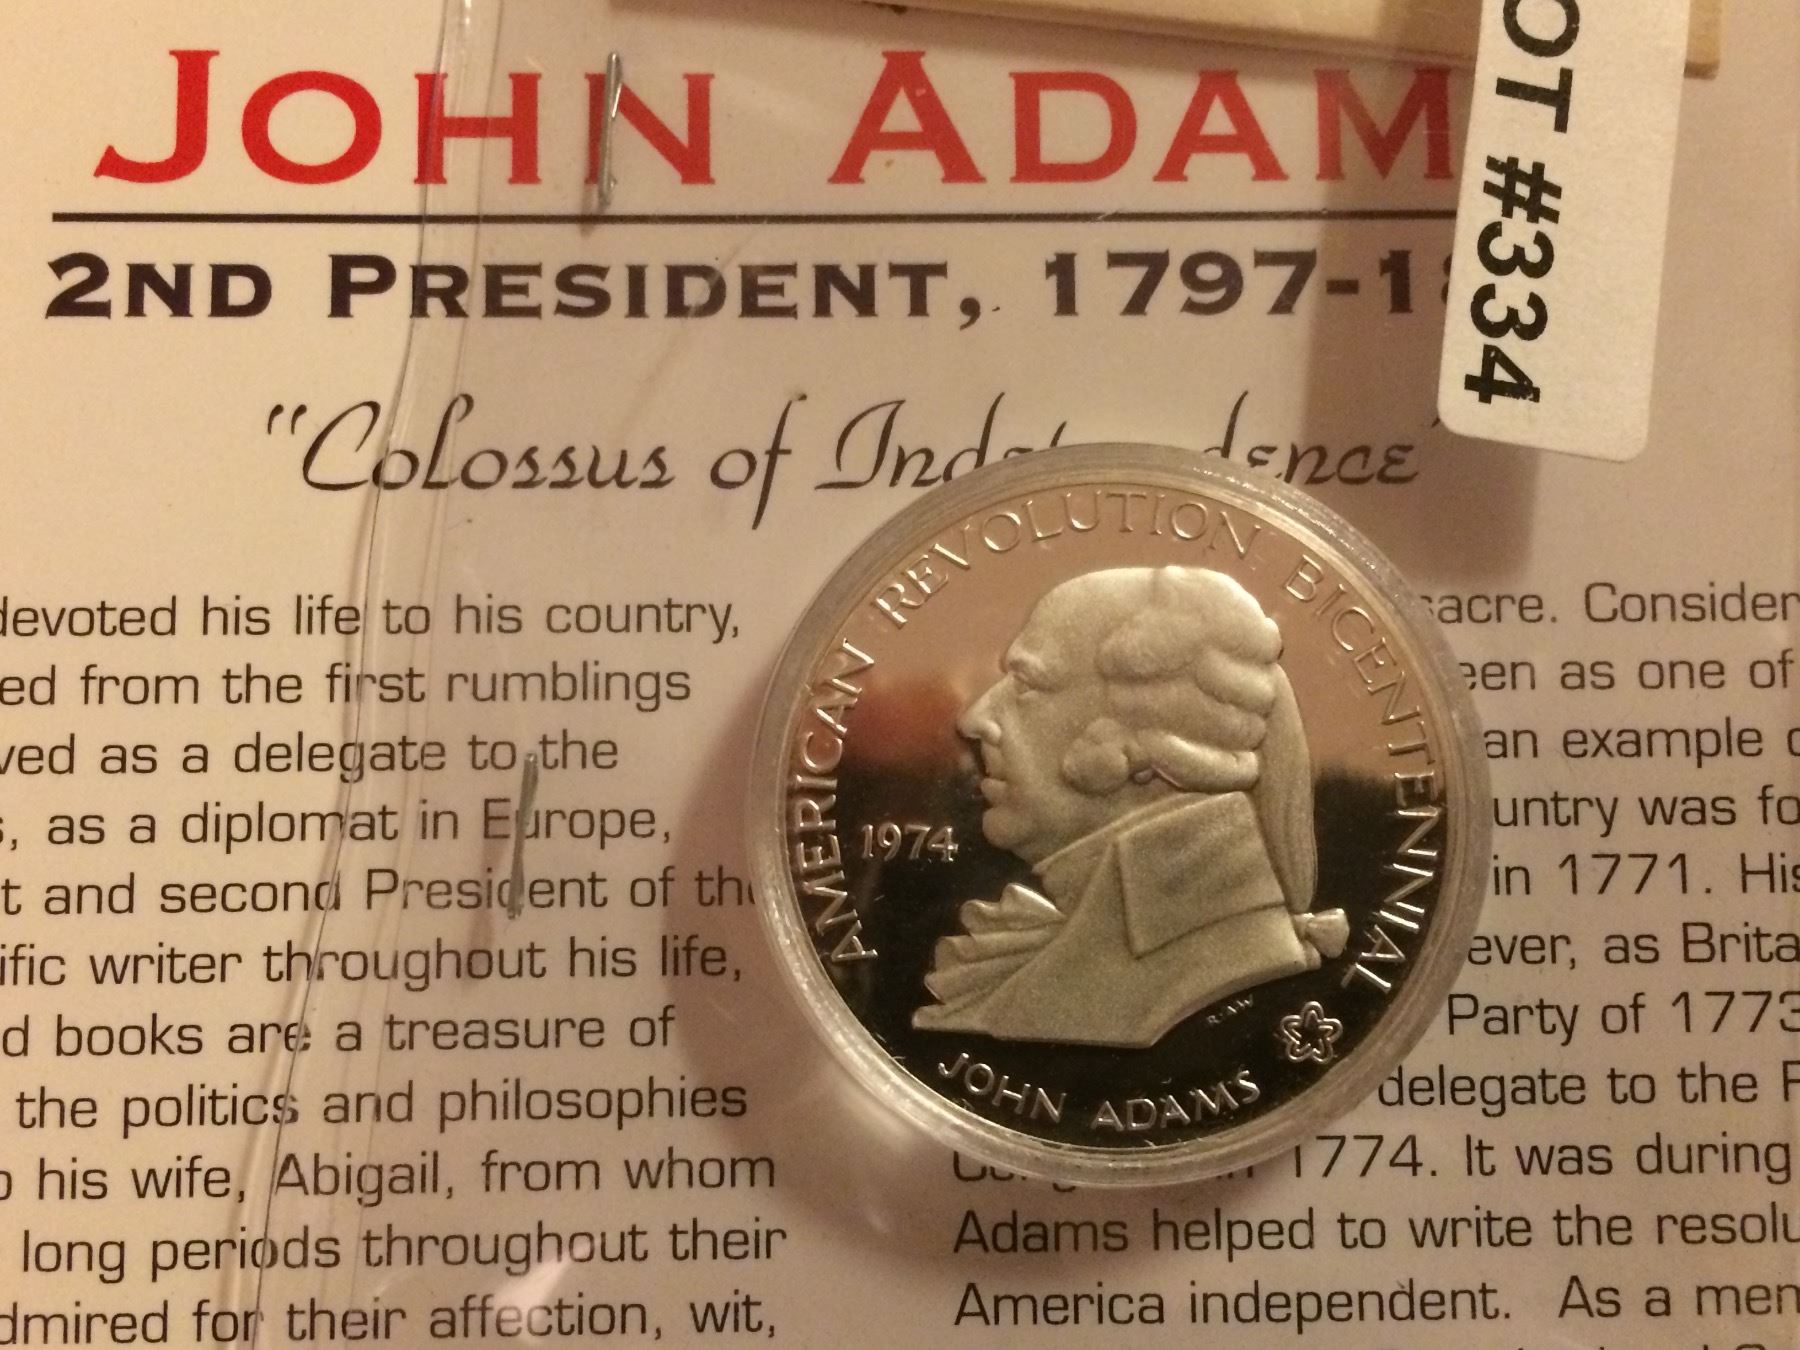 JOHN ADAM
2ND PRESIDENT, 1797-1
"Colossus of Independence"
OT #334
devoted his life to his country,
ed from the first rumblings
ved as a delegate to the
s, as a diplomat in Europe,
t and second President of the
ific writer throughout his life,
d books are a treasure of
the politics and philosophies
o his wife, Abigail, from whom
long periods throughout their
dmired for their affection, wit,
sacre. Consider
een as one of
an example
untry was fo
in 1771. His
ever, as Brita
Party of 1773
delegate to the
1774. It was during
Adams helped to write the resolu
America independent. As a mem
AMERICAN REVOLUTION BICENTENNIAL
1974
RAW
JOHN ADAMS